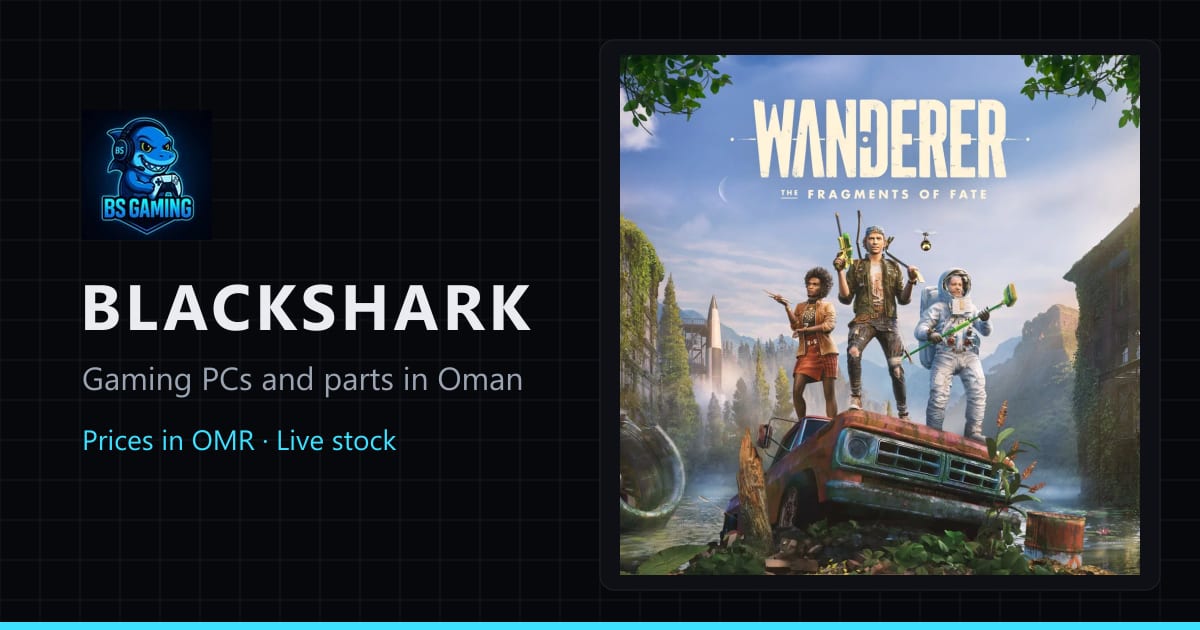 BS
BS GAMING
BLACKSHARK
Gaming PCs and parts in Oman
Prices in OMR · Live stock
WANDERER
THE FRAGMENTS OF FATE